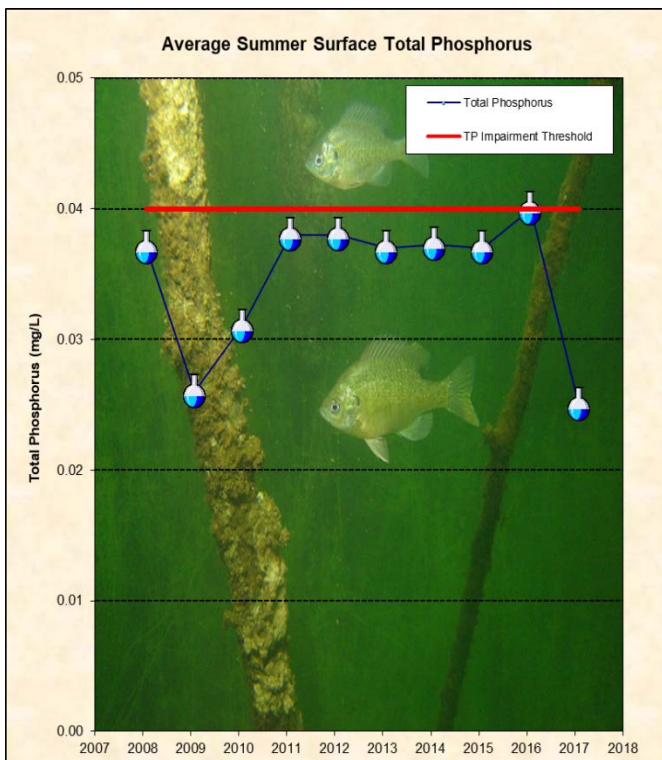 Average Summer Surface Total Phosphorus
0.05
Total Phosphorus
TP Impairment Threshold
0.04
0.03
Total Phosphorus (mg/L)
0.02
0.01
0.00
2007 2008 2009 2010 2011 2012 2013 2014 2015 2016 2017 2018